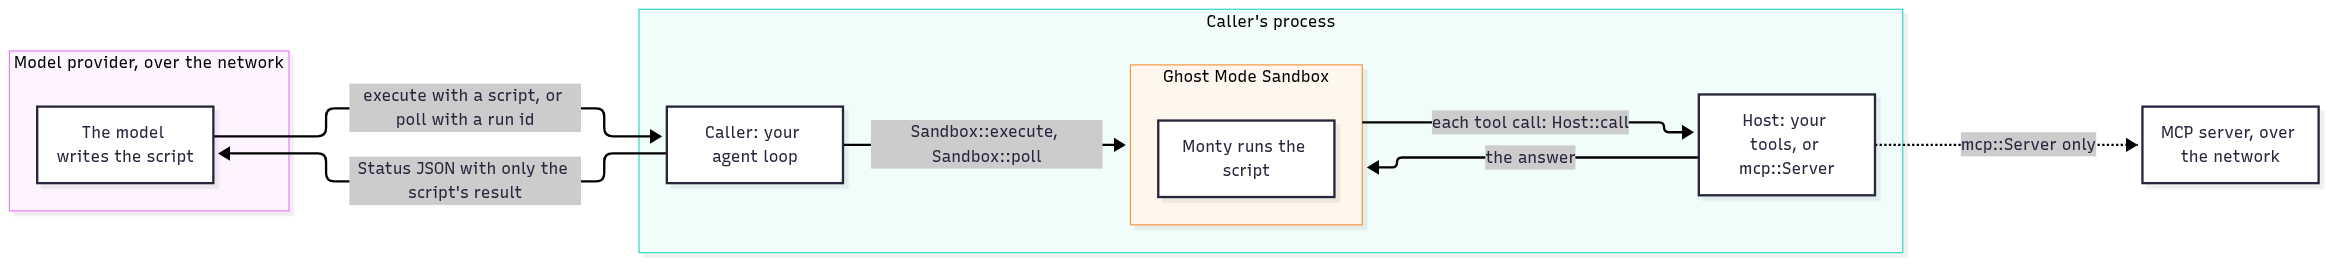 Caller's process
Model provider, over the network
The model
writes the script
execute with a script, or
poll with a run id
Status JSON with only the
script's result
Caller: your
agent loop
Sandbox::execute,
Sandbox::poll
Ghost Mode Sandbox
Monty runs the
script
each tool call: Host::call
the answer
Host: your
tools, or
mcp::Server
mcp::Server only
MCP server, over
the network